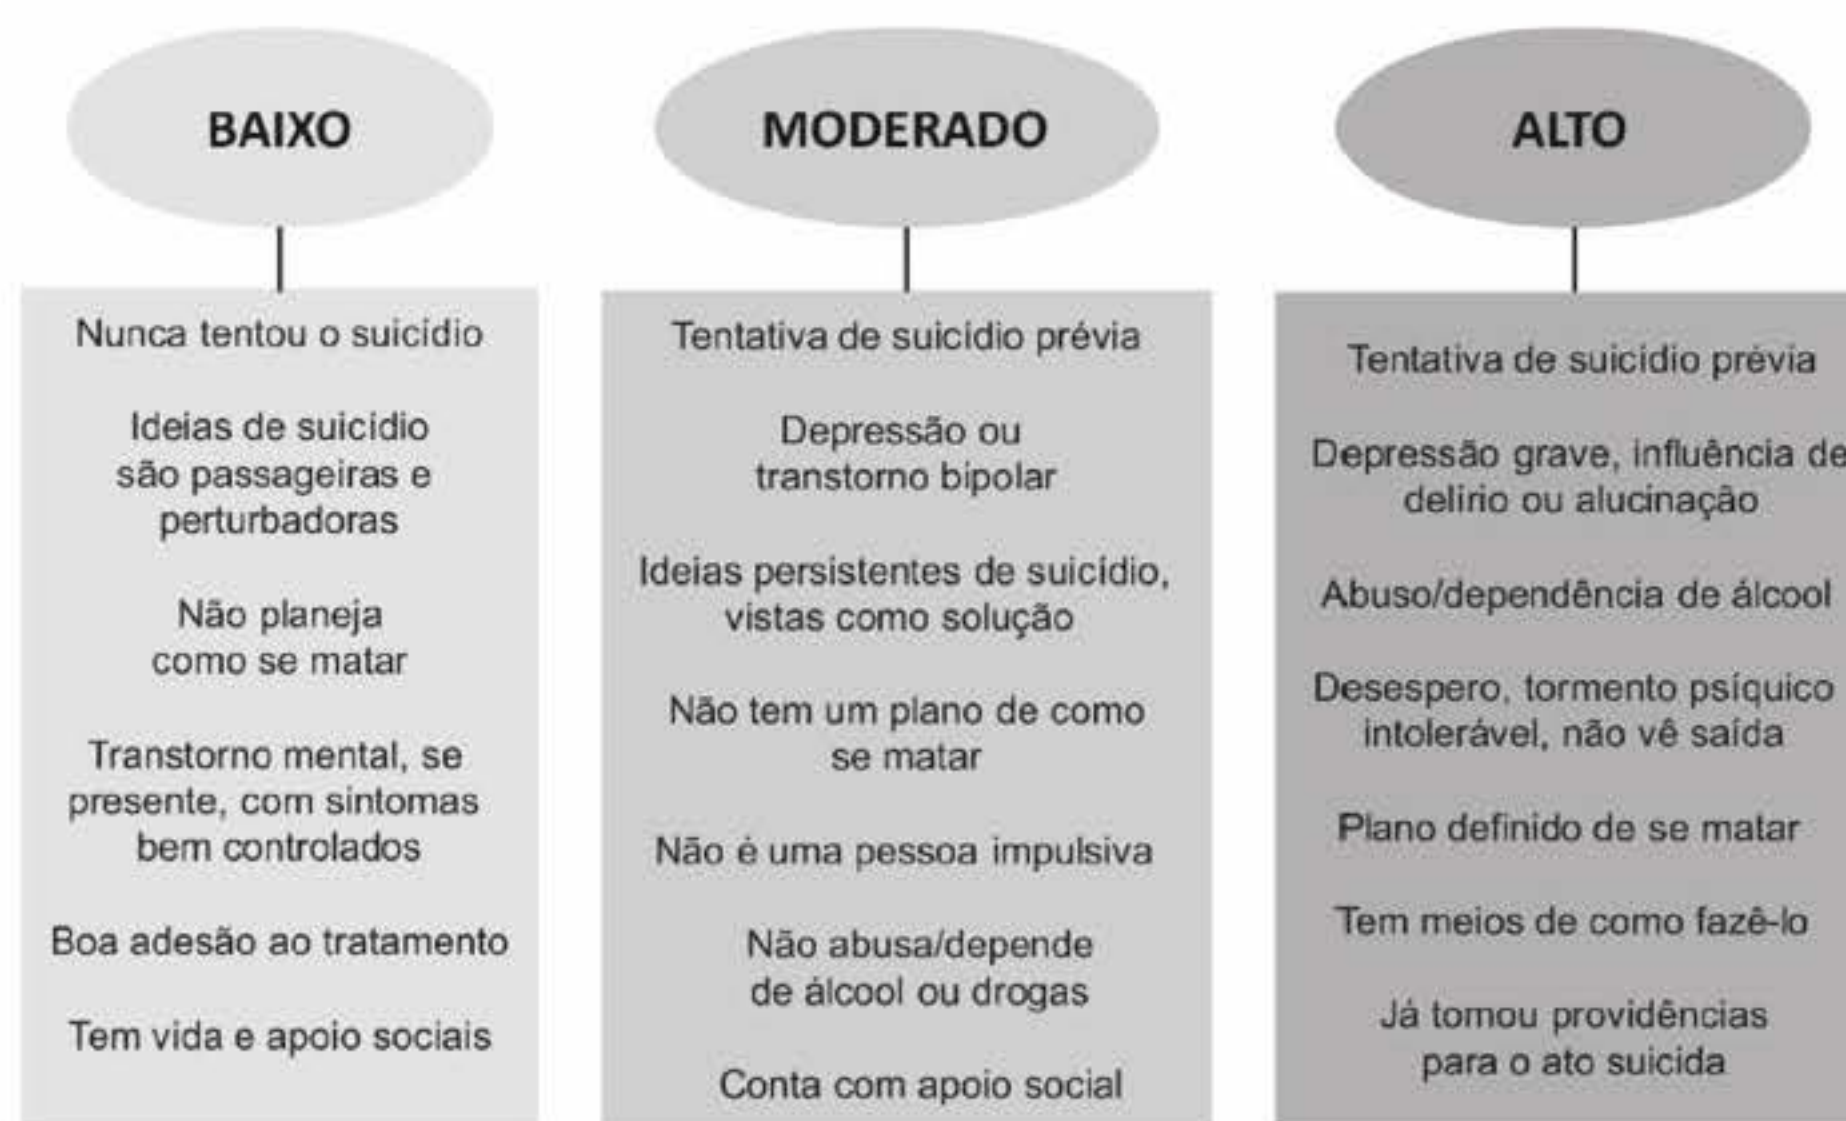 BAIXO
Nunca tentou o suicídio
Ideias de suicídio
são passageiras e
perturbadoras
Não planeja
como se matar
Transtorno mental, se
presente, com sintomas
bem controlados
Boa adesão ao tratamento
Tem vida e apoio sociais
MODERADO
Tentativa de suicídio prévia
Depressão ou
transtorno bipolar
Ideias persistentes de suicídio,
vistas como solução
Não tem um plano de como
se matar
Não é uma pessoa impulsiva
Não abusa/depende
de álcool ou drogas
Conta com apoio social
ALTO
Tentativa de suicídio prévia
Depressão grave, influência de
delírio ou alucinação
Abuso/dependência de álcool
Desespero, tormento psíquico
intolerável, não vê saída
Plano definido de se matar
Tem meios de como fazê-lo
Já tomou providências
para o ato suicida